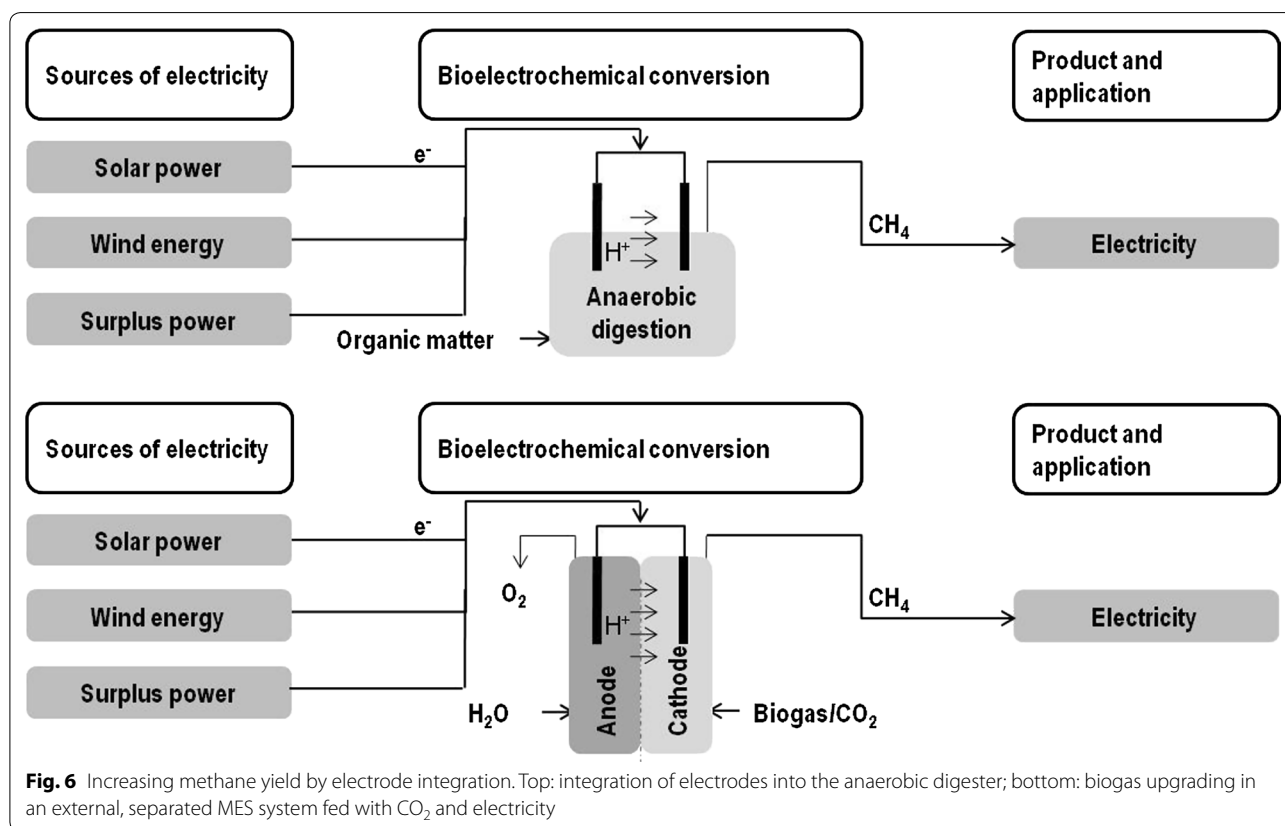 Sources of electricity
Bioelectrochemical conversion
Product and
application
Solar power
e⁻
Wind energy
Surplus power
H⁺
Anaerobic
digestion
Organic matter
CH₄
Electricity
Sources of electricity
Bioelectrochemical conversion
Product and
application
Solar power
e⁻
Wind energy
Surplus power
O₂
H⁺
Anode
Cathode
H₂O
Biogas/CO₂
CH₄
Electricity
Fig. 6 Increasing methane yield by electrode integration. Top: integration of electrodes into the anaerobic digester; bottom: biogas upgrading in
an external, separated MES system fed with CO₂ and electricity